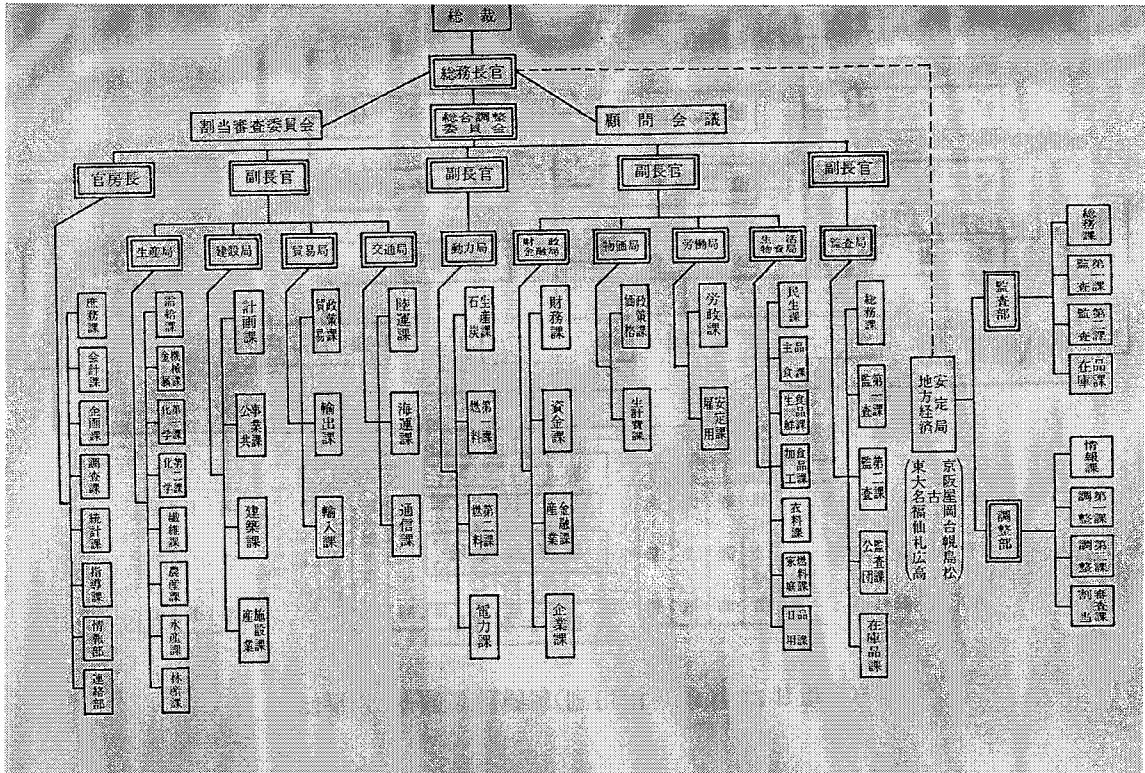 総裁
総務長官
割当審査委員会
総合調整委員会
顧問会議
官房長
副長官
副長官
副長官
副長官
生産局
建設局
貿易局
交通局
動力局
財政金融局
物価局
労働局
生活物資局
監査局
庶務課
会計課
企画課
調査課
統計課
指導課
情報部
連絡部
需給課
金属機械課
化学第一課
化学第二課
繊維課
農産課
水産課
林産課
計画課
公共事業課
建築課
産業施設課
貿易政策課
輸出課
輸入課
陸運課
海運課
通信課
石炭生産課
燃料第一課
燃料第二課
電力課
財務課
資金課
産業金融課
企業課
価格政策課
生計費課
労政課
雇用安定課
民生課
主食品課
生鮮食品課
加工食品課
衣料課
家庭燃料課
日用品課
総務課
監査第一課
監査第二課
公団監査課
在庫品課
地方経済安定局
(東京
大阪
名古屋
福岡
仙台
札幌
広島
高松)
監査部
総務課
監査第一課
監査第二課
在庫品課
調整部
情報課
調整第一課
調整第二課
割当審査課